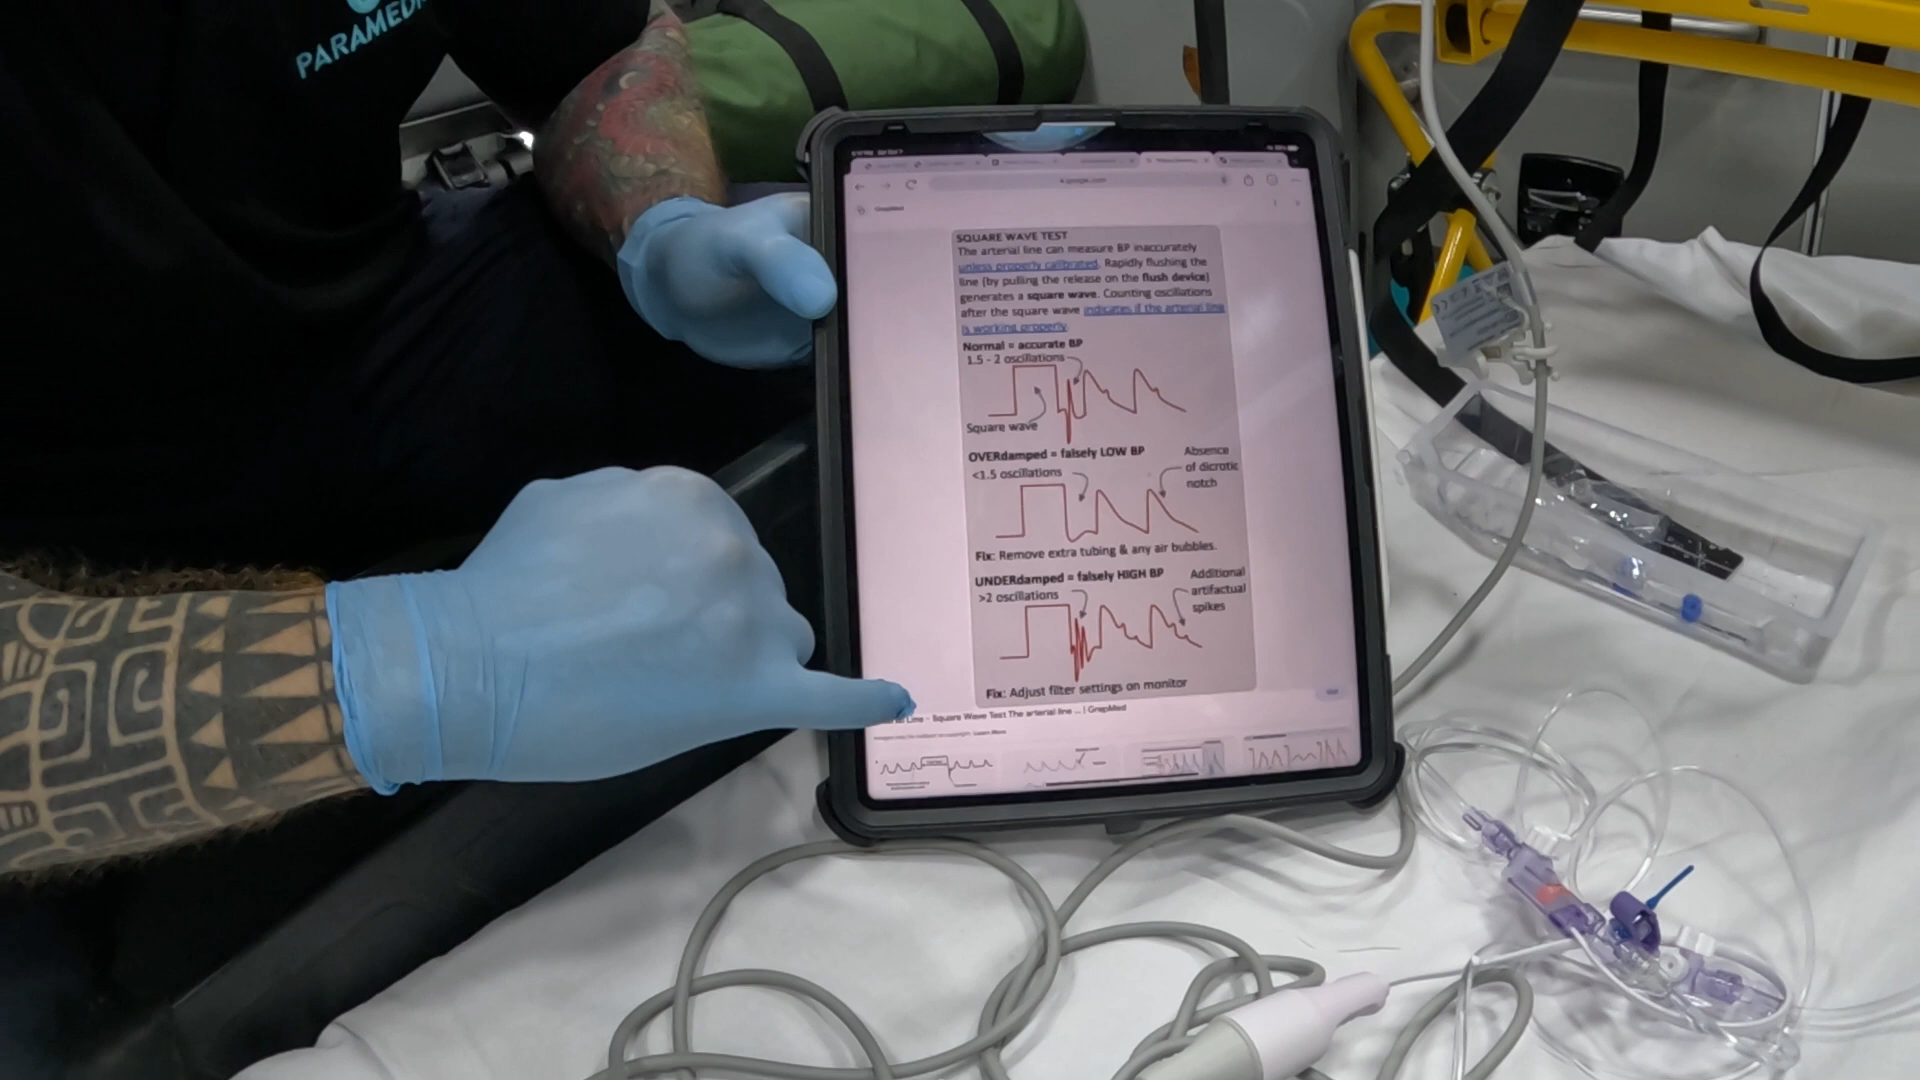 PARAMEDI
GrepMed
SQUARE WAVE TEST
The arterial line can measure BP inaccurately
unless properly calibrated. Rapidly flushing the
line (by pulling the release on the flush device)
generates a square wave. Counting oscillations
after the square wave indicates if the arterial line
is working properly
Normal = accurate BP
1.5 - 2 oscillations
Square wave
OVERdamped = falsely LOW BP
<1.5 oscillations
Absence
of dicrotic
notch
Fix: Remove extra tubing & any air bubbles.
UNDERdamped = falsely HIGH BP
>2 oscillations
Additional
artifactual
spikes
Fix: Adjust filter settings on monitor
Line - Square Wave Test The arterial line ... | GrepMed
Learn More